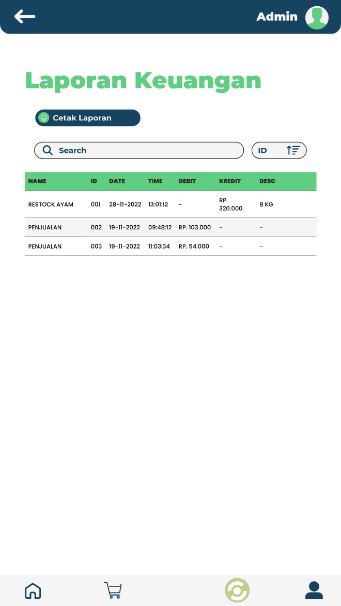 Admin
Laporan Keuangan
Cetak Laporan
Search
ID
NAME ID DATE TIME DEBIT KREDIT DESC
RESTOCK AYAM 001 28-11-2022 13:01:12 - RP. 320.000 8 KG
PENJUALAN 002 19-11-2022 09:48:12 RP. 103.000 - -
PENJUALAN 003 19-11-2022 11:03:34 RP. 54.000 - -